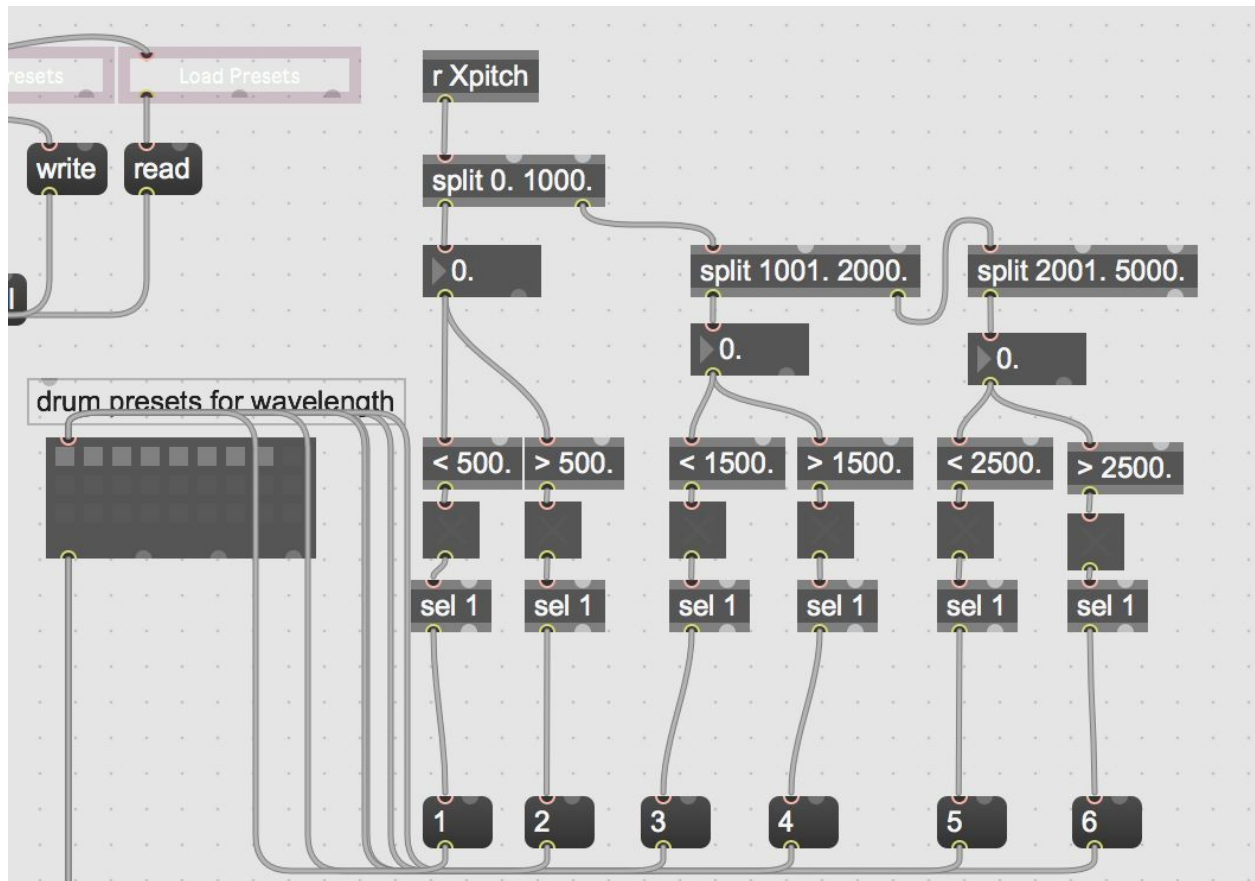 resets
Load Presets
r Xpitch
write
read
split 0. 1000.
0.
split 1001. 2000.
split 2001. 5000.
0.
0.
l
drum presets for wavelength
< 500.
> 500.
< 1500.
> 1500.
< 2500.
> 2500.
sel 1
sel 1
sel 1
sel 1
sel 1
sel 1
1
2
3
4
5
6